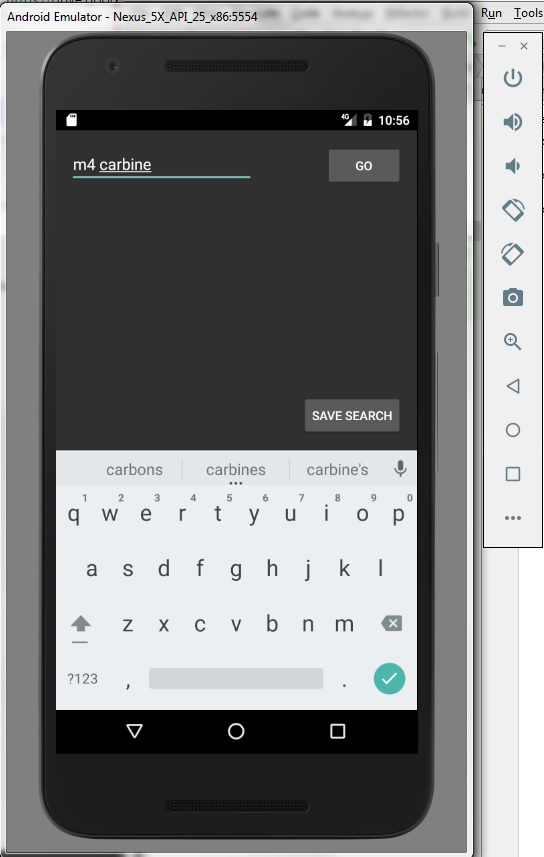 Android Emulator - Nexus_5X_API_25_x86:5554
Run Tools
4G 10:56
m4 carbine GO
SAVE SEARCH
carbons carbines carbine's
1 2 3 4 5 6 7 8 9 0
q w e r t y u i o p
a s d f g h j k l
z x c v b n m
?123 , .